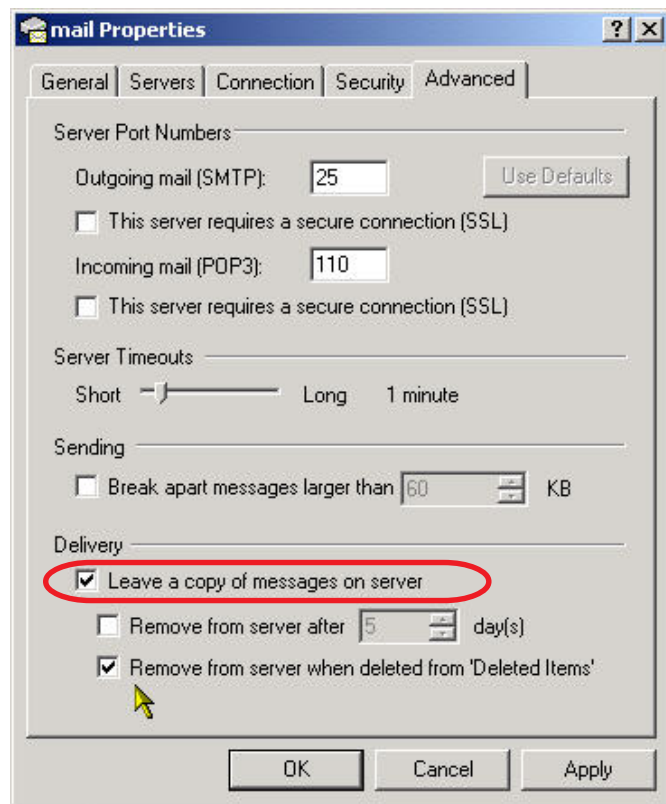 mail Properties
General Servers Connection Security Advanced
Server Port Numbers
Outgoing mail (SMTP): 25 Use Defaults
This server requires a secure connection (SSL)
Incoming mail (POP3): 110
This server requires a secure connection (SSL)
Server Timeouts
Short Long 1 minute
Sending
Break apart messages larger than 60 KB
Delivery
Leave a copy of messages on server
Remove from server after 5 day(s)
Remove from server when deleted from 'Deleted Items'
OK Cancel Apply